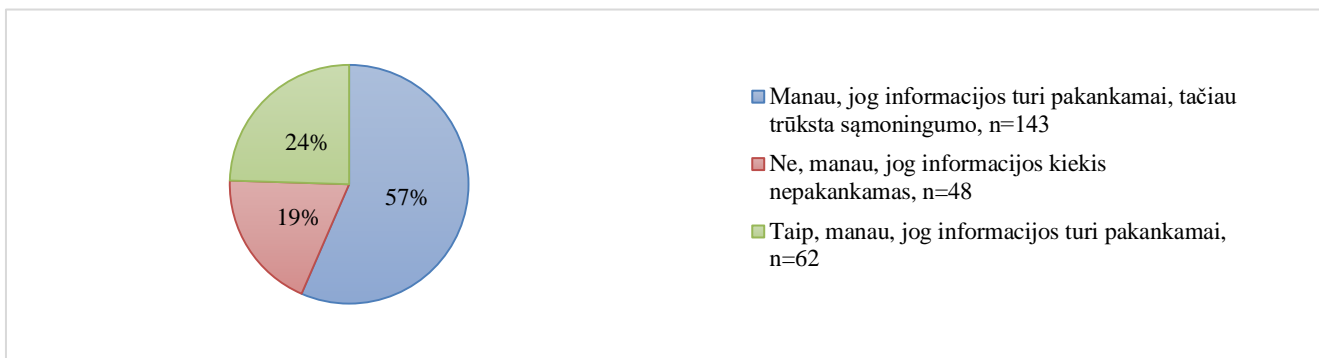 24%
57%
19%
Manau, jog informacijos turi pakankamai, tačiau
trūksta sąmoningumo, n=143
Ne, manau, jog informacijos kiekis
nepakankamas, n=48
Taip, manau, jog informacijos turi pakankamai,
n=62